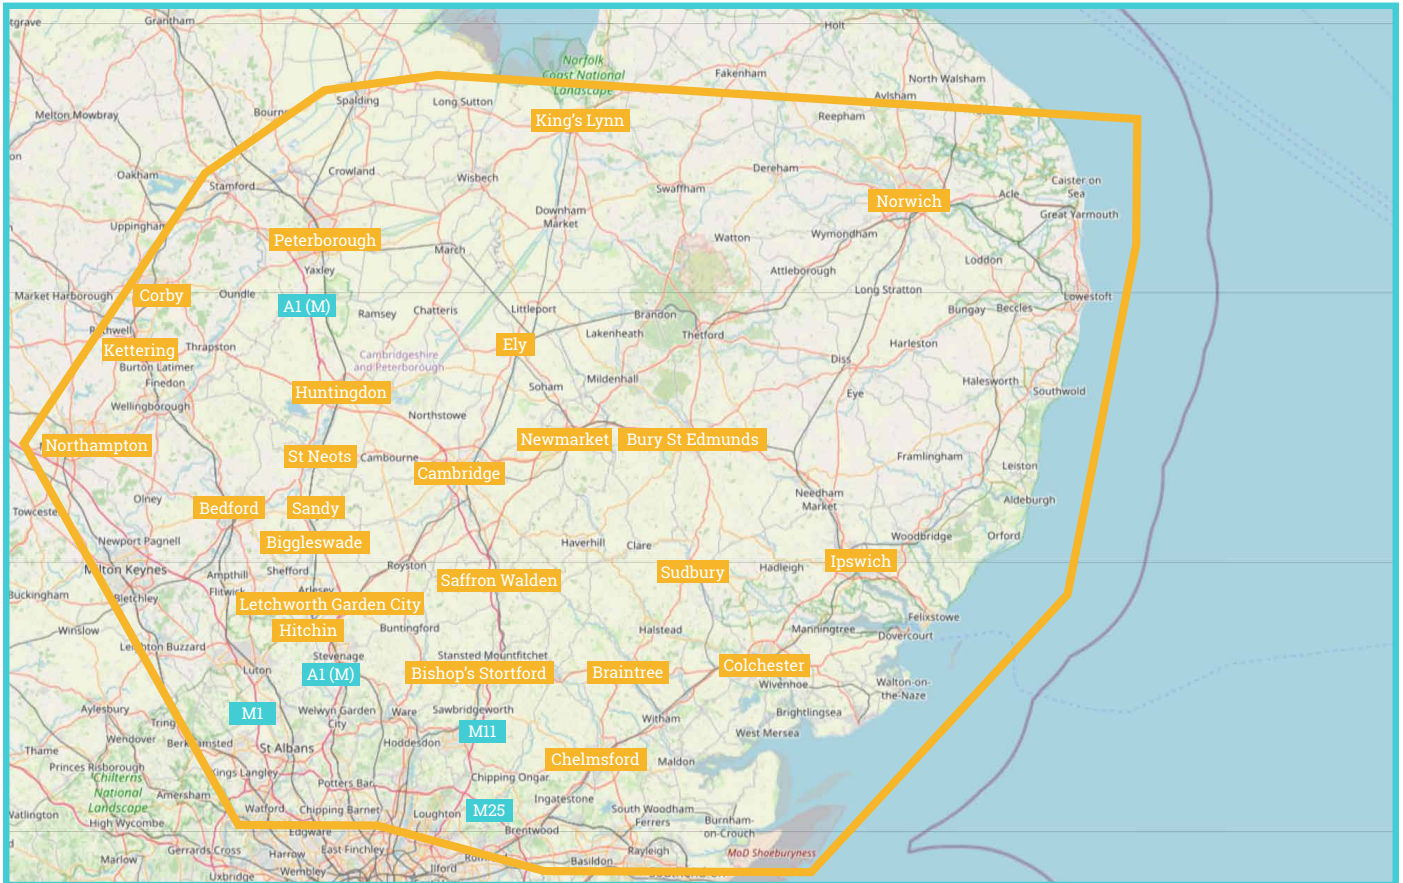 Grantham
Holt
Norfolk
Coast National
Landscape
Fakenham
North Walsham
Aylsham
Spalding
Long Sutton
Melton Mowbray
King's Lynn
Reepham
Oakham
Stamford
Crowland
Wisbech
Swaffham
Dereham
Norwich
Acle
Caister on
Sea
Great Yarmouth
Uppingham
Peterborough
Downham
Market
March
Watton
Wymondham
Yaxley
Attleborough
Loddon
Market Harborough
Corby
Oundle
A1 (M)
Ramsey
Chatteris
Littleport
Brandon
Long Stratton
Bungay
Beccles
Lowestoft
Kettering
Thrapston
Burton Latimer
Finedon
Cambridgeshire
and Peterborough
Ely
Lakenheath
Thetford
Diss
Harleston
Huntingdon
Soham
Mildenhall
Eye
Halesworth
Southwold
Wellingborough
Northstowe
Northampton
St Neots
Cambourne
Cambridge
Newmarket
Bury St Edmunds
Framlingham
Leiston
Olney
Bedford
Sandy
Needham
Market
Aldeburgh
Newport Pagnell
Biggleswade
Haverhill
Clare
Woodbridge
Orford
Milton Keynes
Ampthill
Shefford
Royston
Saffron Walden
Sudbury
Hadleigh
Ipswich
Buckingham
Bletchley
Flitwick
Arlesey
Letchworth Garden City
Felixstowe
Winslow
Hitchin
Buntingford
Halstead
Manningtree
Dovercourt
Leighton Buzzard
Luton
Stevenage
A1 (M)
Stansted Mountfitchet
Bishop's Stortford
Braintree
Colchester
Wivenhoe
Walton-on-
the-Naze
Aylesbury
Tring
M1
Welwyn Garden
City
Ware
Sawbridgeworth
Witham
Brightlingsea
Wendover
Berkhamsted
St Albans
Hoddesdon
M11
West Mersea
Thame
Princes Risborough
Kings Langley
Chelmsford
Maldon
Chilterns
National
Landscape
Potters Bar
Chipping Ongar
Amersham
Watford
Chipping Barnet
Loughton
M25
Ingatestone
South Woodham
Ferrers
Burnham-
on-Crouch
High Wycombe
Edgware
Brentwood
Marlow
Gerrards Cross
Harrow
East Finchley
Rayleigh
MoD Shoeburyness
Uxbridge
Wembley
Ilford
Basildon